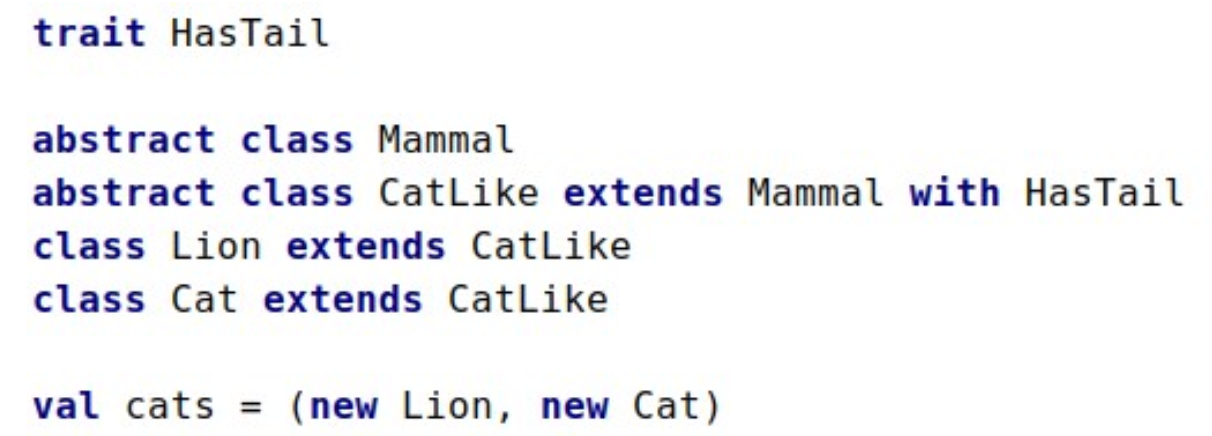 trait HasTail
abstract class Mammal
abstract class CatLike extends Mammal with HasTail
class Lion extends CatLike
class Cat extends CatLike
val cats = (new Lion, new Cat)